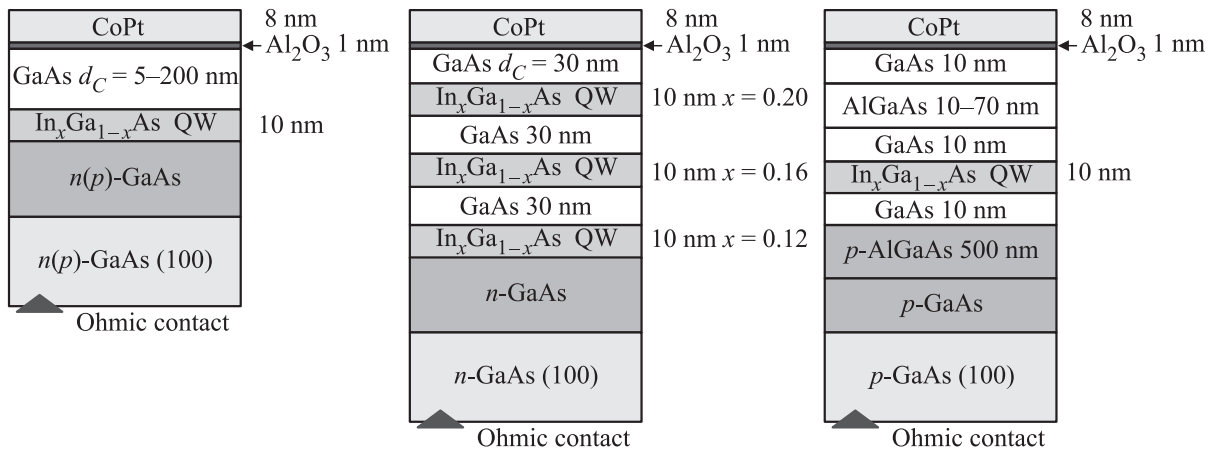 CoPt 8 nm
Al₂O₃ 1 nm
GaAs d_C = 5–200 nm
InₓGa₁₋ₓAs QW 10 nm
n(p)-GaAs
n(p)-GaAs (100)
Ohmic contact
CoPt 8 nm
Al₂O₃ 1 nm
GaAs d_C = 30 nm
InₓGa₁₋ₓAs QW 10 nm x = 0.20
GaAs 30 nm
InₓGa₁₋ₓAs QW 10 nm x = 0.16
GaAs 30 nm
InₓGa₁₋ₓAs QW 10 nm x = 0.12
n-GaAs
n-GaAs (100)
Ohmic contact
CoPt 8 nm
Al₂O₃ 1 nm
GaAs 10 nm
AlGaAs 10–70 nm
GaAs 10 nm
InₓGa₁₋ₓAs QW 10 nm
GaAs 10 nm
p-AlGaAs 500 nm
p-GaAs
p-GaAs (100)
Ohmic contact